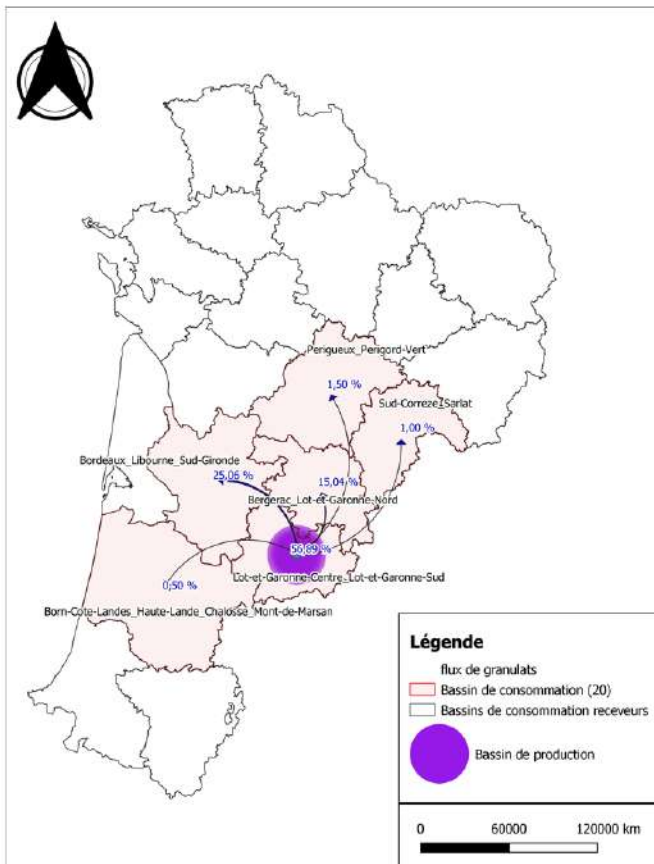 Perigueux_Perigord-Vert
1,50 %
Sud-Correze_Sarlat
1,00 %
Bordeaux_Libourne_Sud-Gironde
25,06 %
15,04 %
Bergerac_Lot-et-Garonne-Nord
56,89 %
Lot-et-Garonne-Centre_Lot-et-Garonne-Sud
0,50 %
Born-Cote-Landes_Haute-Lande_Chalosse_Mont-de-Marsan
Légende
flux de granulats
Bassin de consommation (20)
Bassins de consommation receveurs
Bassin de production
0 60000 120000 km